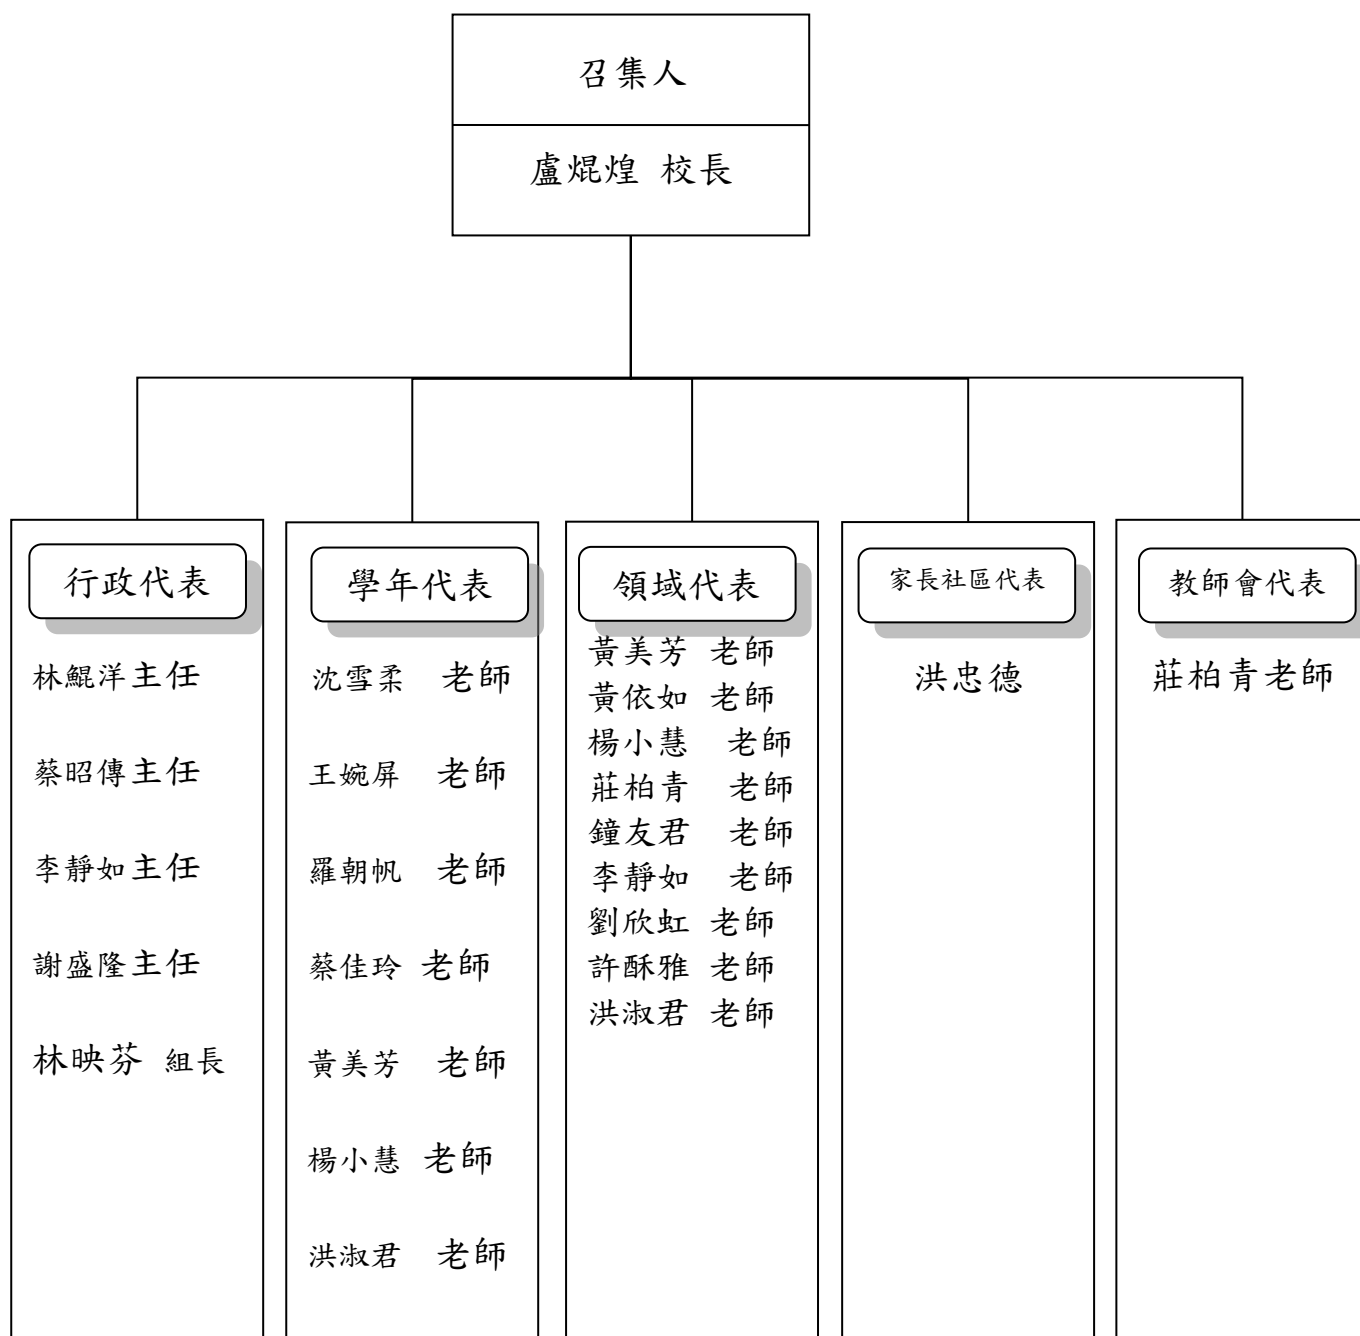 召集人
盧焜煌 校長
行政代表
林鯤洋主任
蔡昭傳主任
李靜如主任
謝盛隆主任
林映芬 組長
學年代表
沈雪柔 老師
王婉屏 老師
羅朝帆 老師
蔡佳玲 老師
黃美芳 老師
楊小慧 老師
洪淑君 老師
領域代表
黃美芳 老師
黃依如 老師
楊小慧 老師
莊柏青 老師
鐘友君 老師
李靜如 老師
劉欣虹 老師
許酥雅 老師
洪淑君 老師
家長社區代表
洪忠德
教師會代表
莊柏青老師